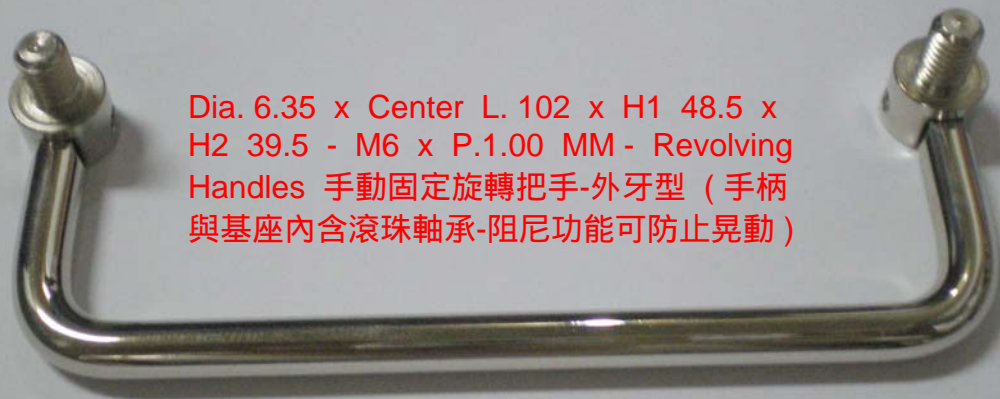 Dia. 6.35 x Center L. 102 x H1 48.5 x
H2 39.5 - M6 x P.1.00 MM - Revolving
Handles 手動固定旋轉把手-外牙型 ( 手柄
與基座內含滾珠軸承-阻尼功能可防止晃動 )